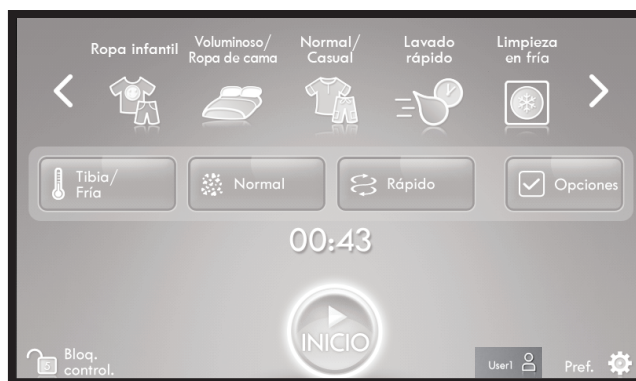 Ropa infantil
Voluminoso/
Ropa de cama
Normal/
Casual
Lavado
rápido
Limpieza
en fría
Tibia/
Fría
Normal
Rápido
Opciones
00:43
INICIO
Bloq.
control.
User1
Pref.